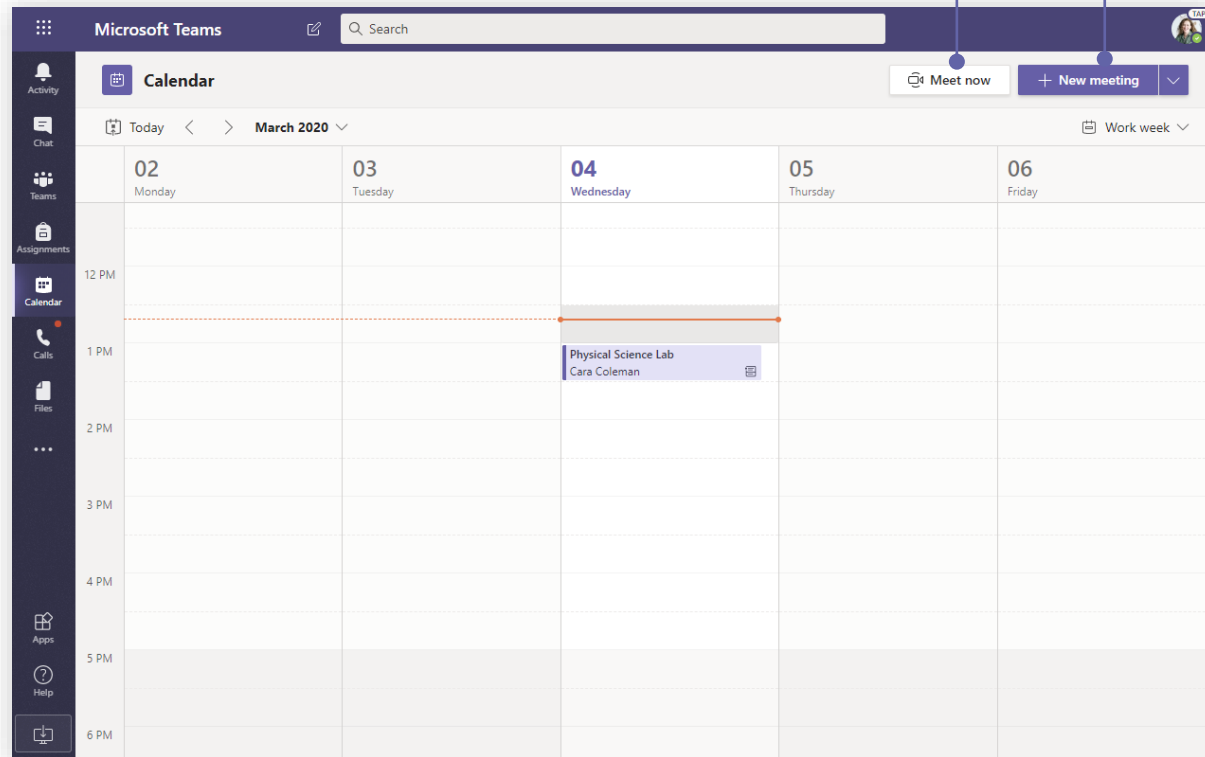 Microsoft Teams
Search
TAP
Activity
Chat
Teams
Assignments
Calendar
Calls
Files
Apps
Help
Calendar
Meet now
New meeting
Today
March 2020
Work week
02
Monday
03
Tuesday
04
Wednesday
05
Thursday
06
Friday
12 PM
1 PM
Physical Science Lab
Cara Coleman
2 PM
3 PM
4 PM
5 PM
6 PM